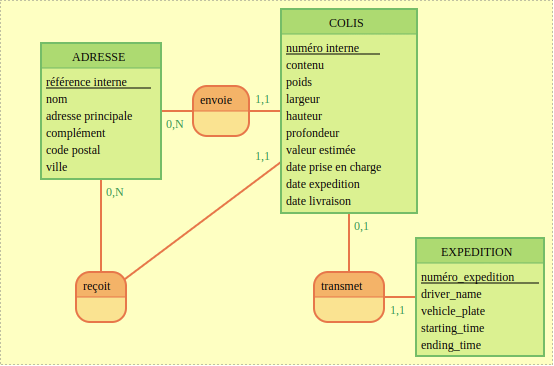 ADRESSE
référence interne
nom
adresse principale
complément
code postal
ville
0,N
envoie
1,1
COLIS
numéro interne
contenu
poids
largeur
hauteur
profondeur
valeur estimée
date prise en charge
date expedition
date livraison
1,1
0,N
reçoit
0,1
transmet
1,1
EXPEDITION
numéro_expedition
driver_name
vehicle_plate
starting_time
ending_time